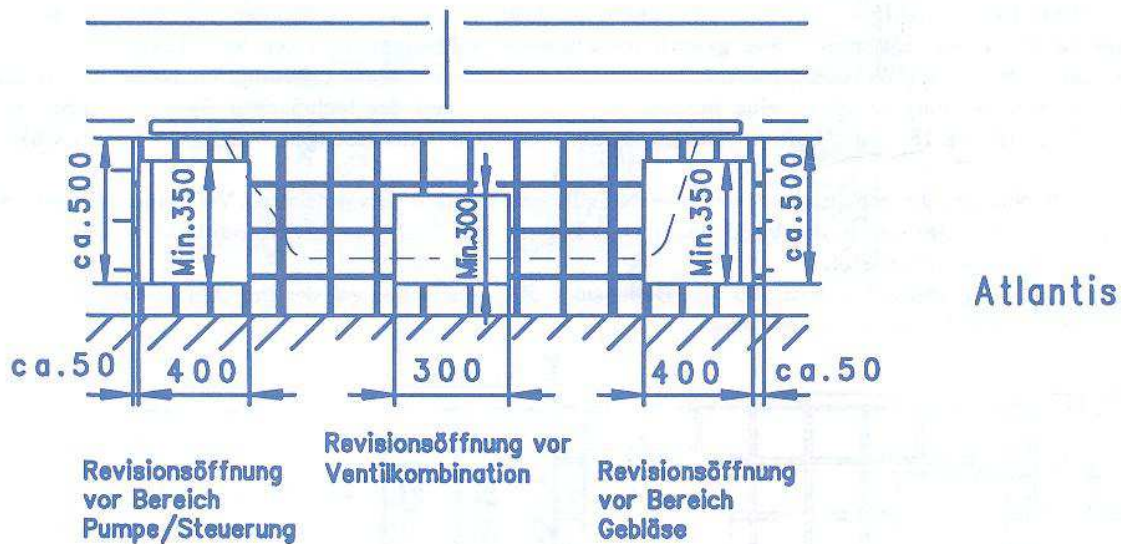 ca.500
Min.350
Min.300
Min.350
ca.500
Atlantis
ca.50
400
300
400
ca.50
Revisionsöffnung
vor Bereich
Pumpe/Steuerung
Revisionsöffnung vor
Ventilkombination
Revisionsöffnung
vor Bereich
Gebläse